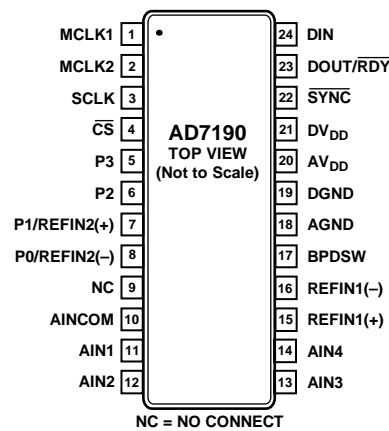 MCLK1 1
MCLK2 2
SCLK 3
CS 4
P3 5
P2 6
P1/REFIN2(+) 7
P0/REFIN2(–) 8
NC 9
AINCOM 10
AIN1 11
AIN2 12
AD7190
TOP VIEW
(Not to Scale)
24 DIN
23 DOUT/RDY
22 SYNC
21 DVDD
20 AVDD
19 DGND
18 AGND
17 BPDSW
16 REFIN1(–)
15 REFIN1(+)
14 AIN4
13 AIN3
NC = NO CONNECT